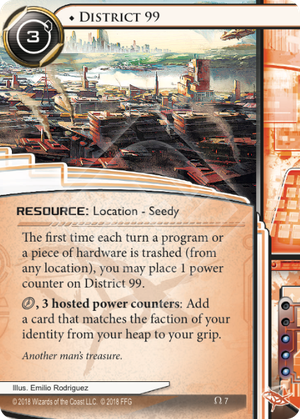 3
⬥ DISTRICT 99
RESOURCE: Location - Seedy
The first time each turn a program or
a piece of hardware is trashed (from
any location), you may place 1 power
counter on District 99.
, 3 hosted power counters: Add
a card that matches the faction of your
identity from your heap to your grip.
Another man's treasure.
Illus. Emilio Rodriguez
© 2018 Wizards of the Coast LLC. © 2018 FFG
Ω 7